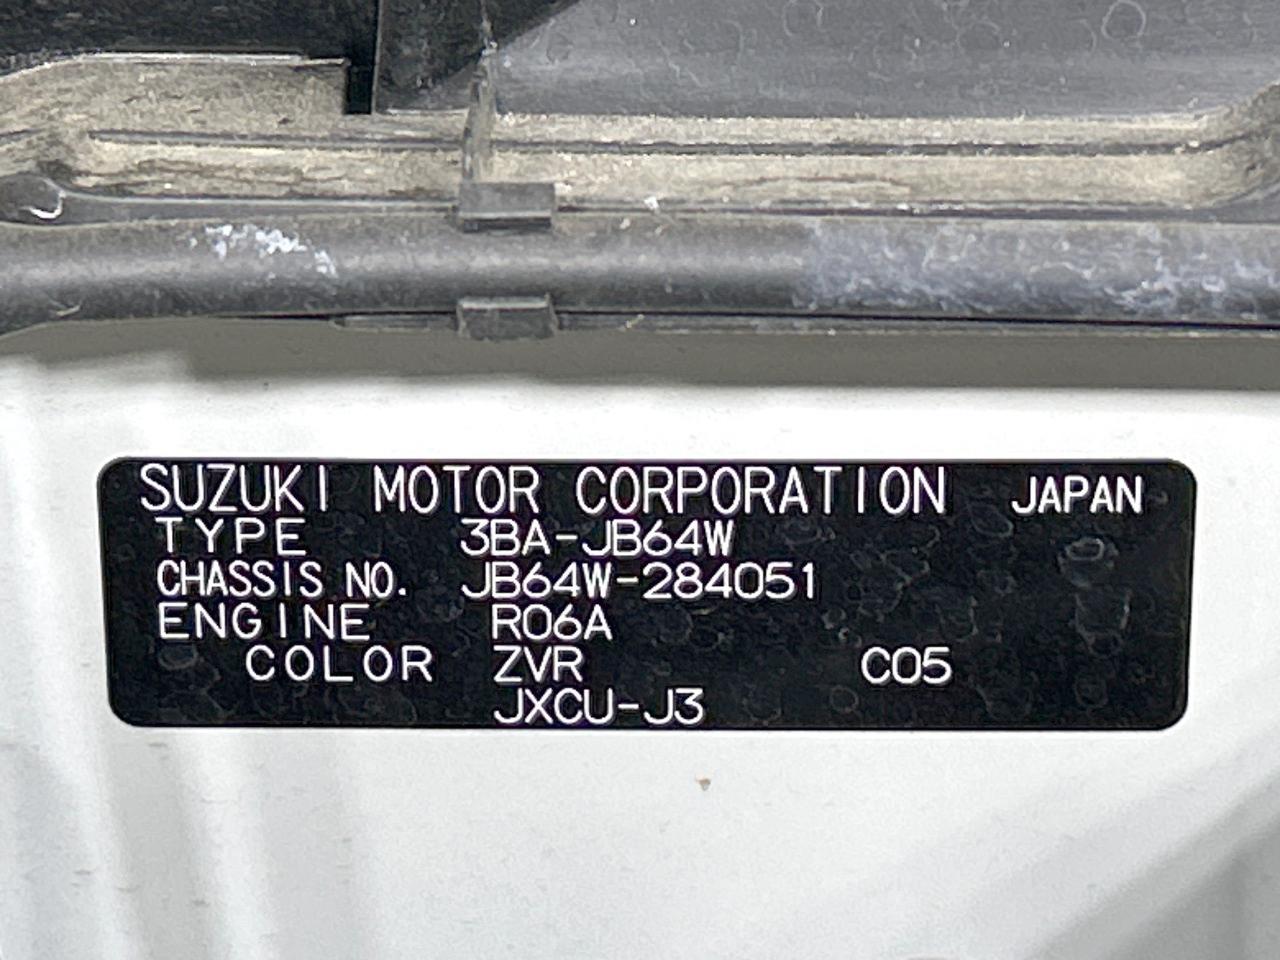 SUZUKI MOTOR CORPORATION JAPAN
TYPE 3BA-JB64W
CHASSIS NO. JB64W-284051
ENGINE R06A
COLOR ZVR C05
JXCU-J3